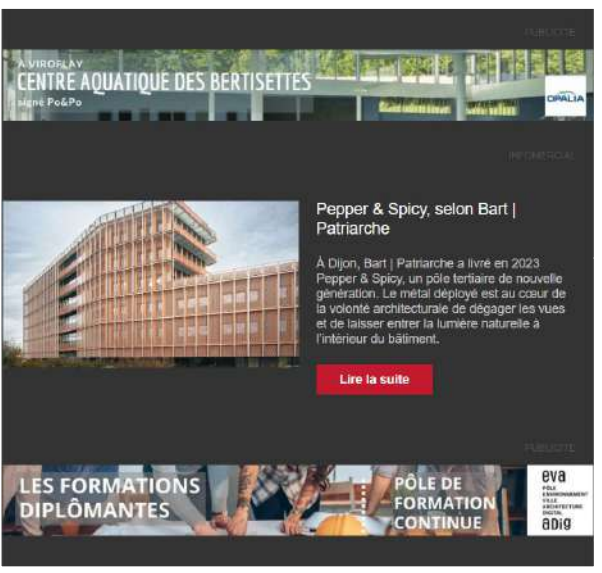 PUBLICITÉ
A VIROFLAY
CENTRE AQUATIQUE DES BERTISETTES
signé Po&Po
OPALIA
INFOMERCIAL
Pepper & Spicy, selon Bart |
Patriarche
À Dijon, Bart | Patriarche a livré en 2023
Pepper & Spicy, un pôle tertiaire de nouvelle
génération. Le métal déployé est au cœur de
la volonté architecturale de dégager les vues
et de laisser entrer la lumière naturelle à
l'intérieur du bâtiment.
Lire la suite
PUBLICITÉ
LES FORMATIONS
DIPLÔMANTES
PÔLE DE
FORMATION
CONTINUE
eva
PÔLE
ENVIRONNEMENT
VILLE
ARCHITECTURE
DIGITAL
aDIg